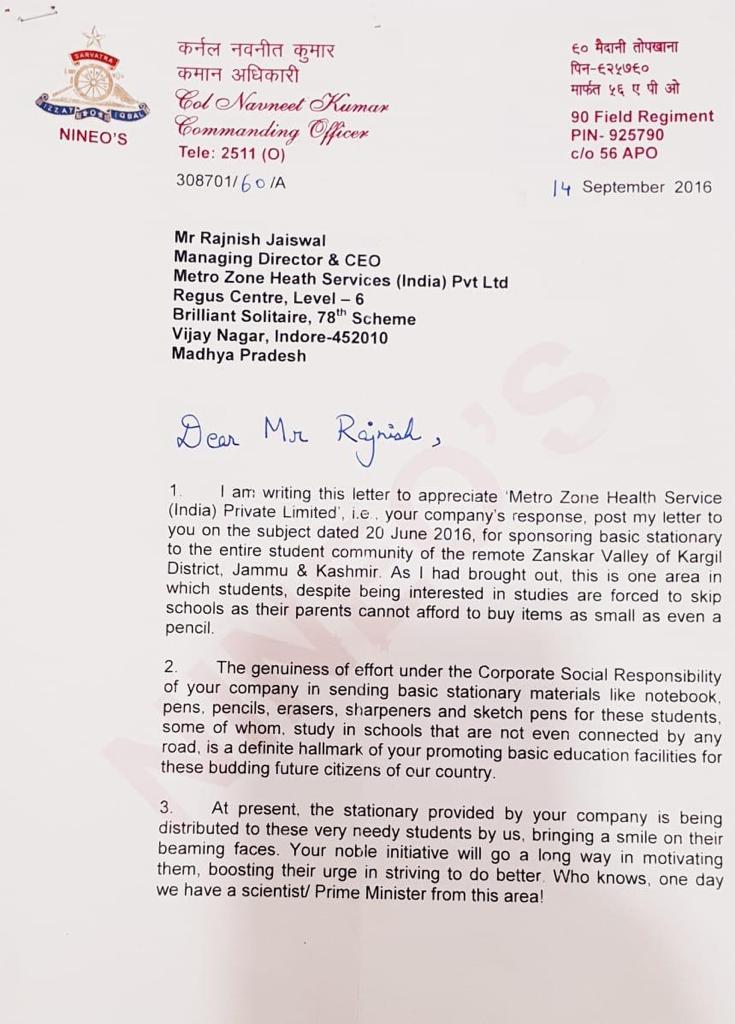 SARVATRA
IZZAT O IQBAL
NINEO'S
कर्नल नवनीत कुमार
कमान अधिकारी
Col Navneet Kumar
Commanding Officer
Tele: 2511 (O)
308701/60/A
६० मैदानी तोपखाना
पिन-६२५७६०
मार्फत ५६ ए पी ओ
90 Field Regiment
PIN- 925790
c/o 56 APO
14 September 2016
Mr Rajnish Jaiswal
Managing Director & CEO
Metro Zone Heath Services (India) Pvt Ltd
Regus Centre, Level – 6
Brilliant Solitaire, 78th Scheme
Vijay Nagar, Indore-452010
Madhya Pradesh
Dear Mr Rajnish,
1. I am writing this letter to appreciate 'Metro Zone Health Service
(India) Private Limited', i.e., your company's response, post my letter to
you on the subject dated 20 June 2016, for sponsoring basic stationary
to the entire student community of the remote Zanskar Valley of Kargil
District, Jammu & Kashmir. As I had brought out, this is one area in
which students, despite being interested in studies are forced to skip
schools as their parents cannot afford to buy items as small as even a
pencil.
2. The genuiness of effort under the Corporate Social Responsibility
of your company in sending basic stationary materials like notebook,
pens, pencils, erasers, sharpeners and sketch pens for these students,
some of whom, study in schools that are not even connected by any
road, is a definite hallmark of your promoting basic education facilities for
these budding future citizens of our country.
3. At present, the stationary provided by your company is being
distributed to these very needy students by us, bringing a smile on their
beaming faces. Your noble initiative will go a long way in motivating
them, boosting their urge in striving to do better. Who knows, one day
we have a scientist/ Prime Minister from this area!
NINEO'S